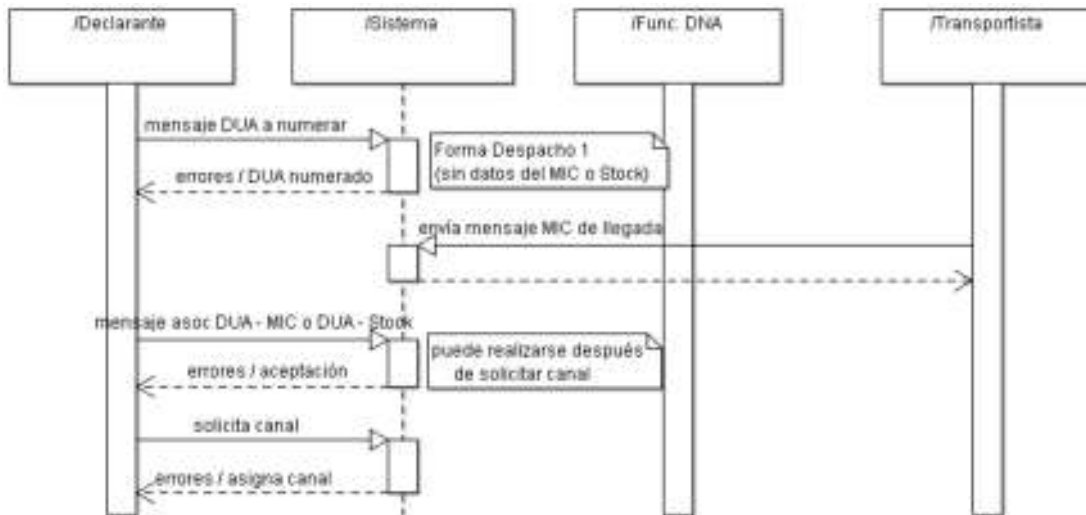 /Declarante
/Sistema
/Func. DNA
/Transportista
mensaje DUA a numerar
Forma Despacho 1
(sin datos del MIC o Stock)
errores / DUA numerado
envía mensaje MIC de llegada
mensaje asoc DUA - MIC o DUA - Stock
puede realizarse después
de solicitar canal
errores / aceptación
solicita canal
errores / asigna canal